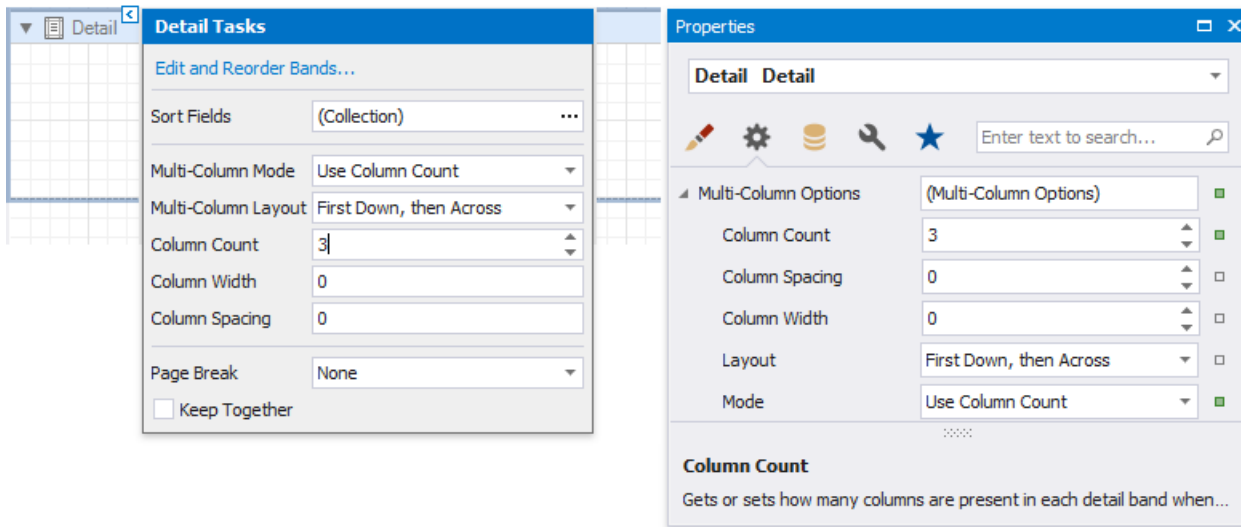 Detail
Detail Tasks
Edit and Reorder Bands...
Sort Fields (Collection) ...
Multi-Column Mode Use Column Count
Multi-Column Layout First Down, then Across
Column Count 3
Column Width 0
Column Spacing 0
Page Break None
Keep Together
Properties
Detail Detail
Enter text to search...
Multi-Column Options (Multi-Column Options)
Column Count 3
Column Spacing 0
Column Width 0
Layout First Down, then Across
Mode Use Column Count
Column Count
Gets or sets how many columns are present in each detail band when...